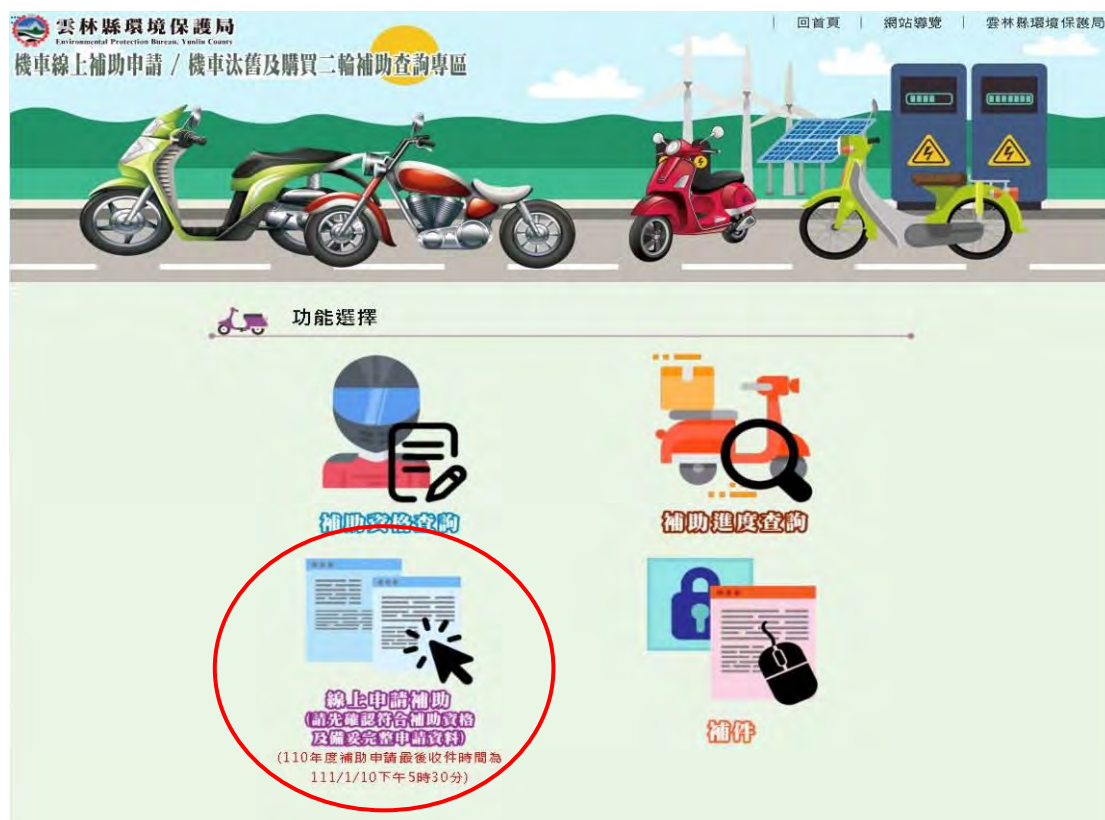 雲林縣環境保護局
Environmental Protection Bureau, Yunlin County
｜ 回首頁 ｜ 網站導覽 ｜ 雲林縣環境保護局
機車線上補助申請 / 機車汰舊及購買二輪補助查詢專區
功能選擇
補助資格查詢
補助進度查詢
線上申請補助
(請先確認符合補助資格
及備妥完整申請資料)
(110年度補助申請最後收件時間為
111/1/10下午5時30分)
補件